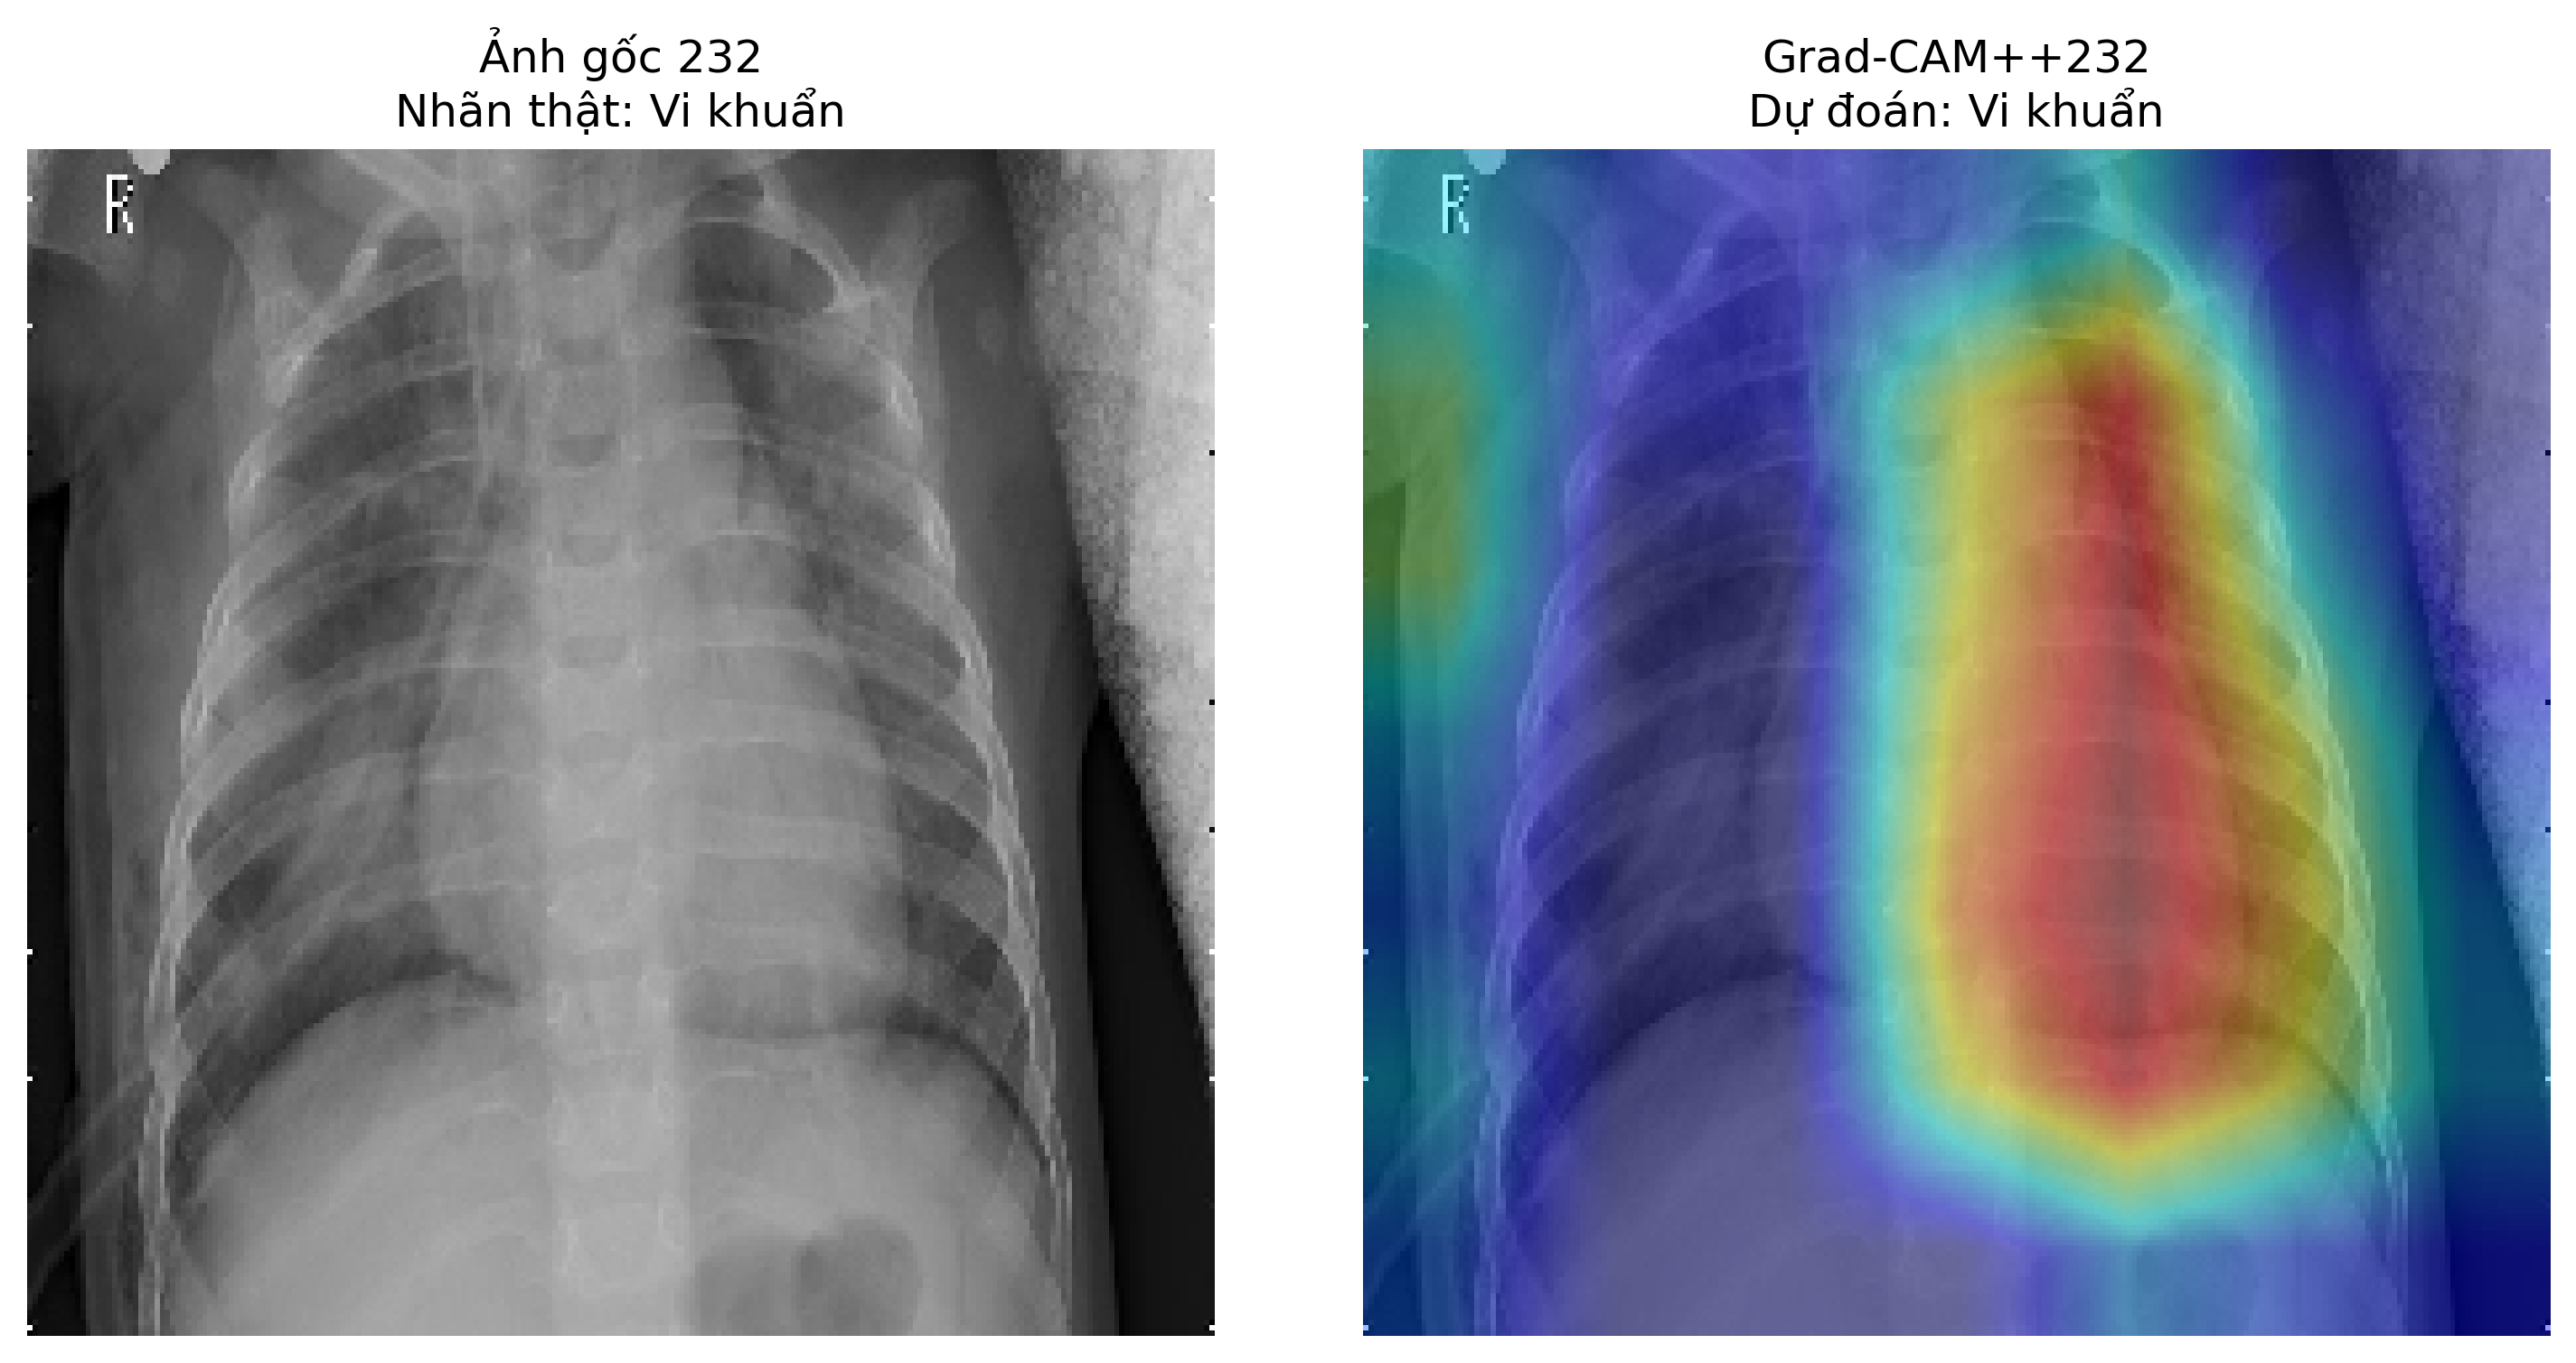 Ảnh gốc 232
Nhãn thật: Vi khuẩn
Grad-CAM++232
Dự đoán: Vi khuẩn
R
R